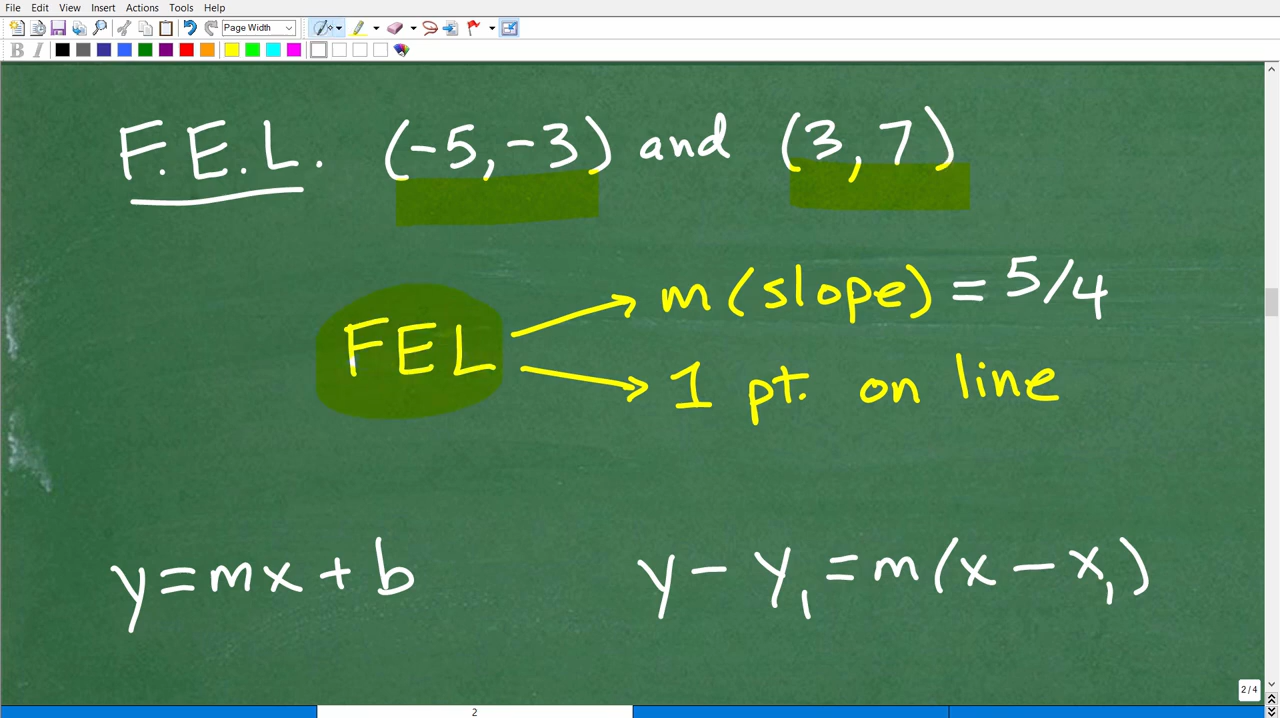 File Edit View Insert Actions Tools Help
Page Width
B I
F.E.L. (-5,-3) and (3,7)
m (slope) = 5/4
FEL
1 pt. on line
y=mx+b y-y₁=m(x-x₁)
2/4
2